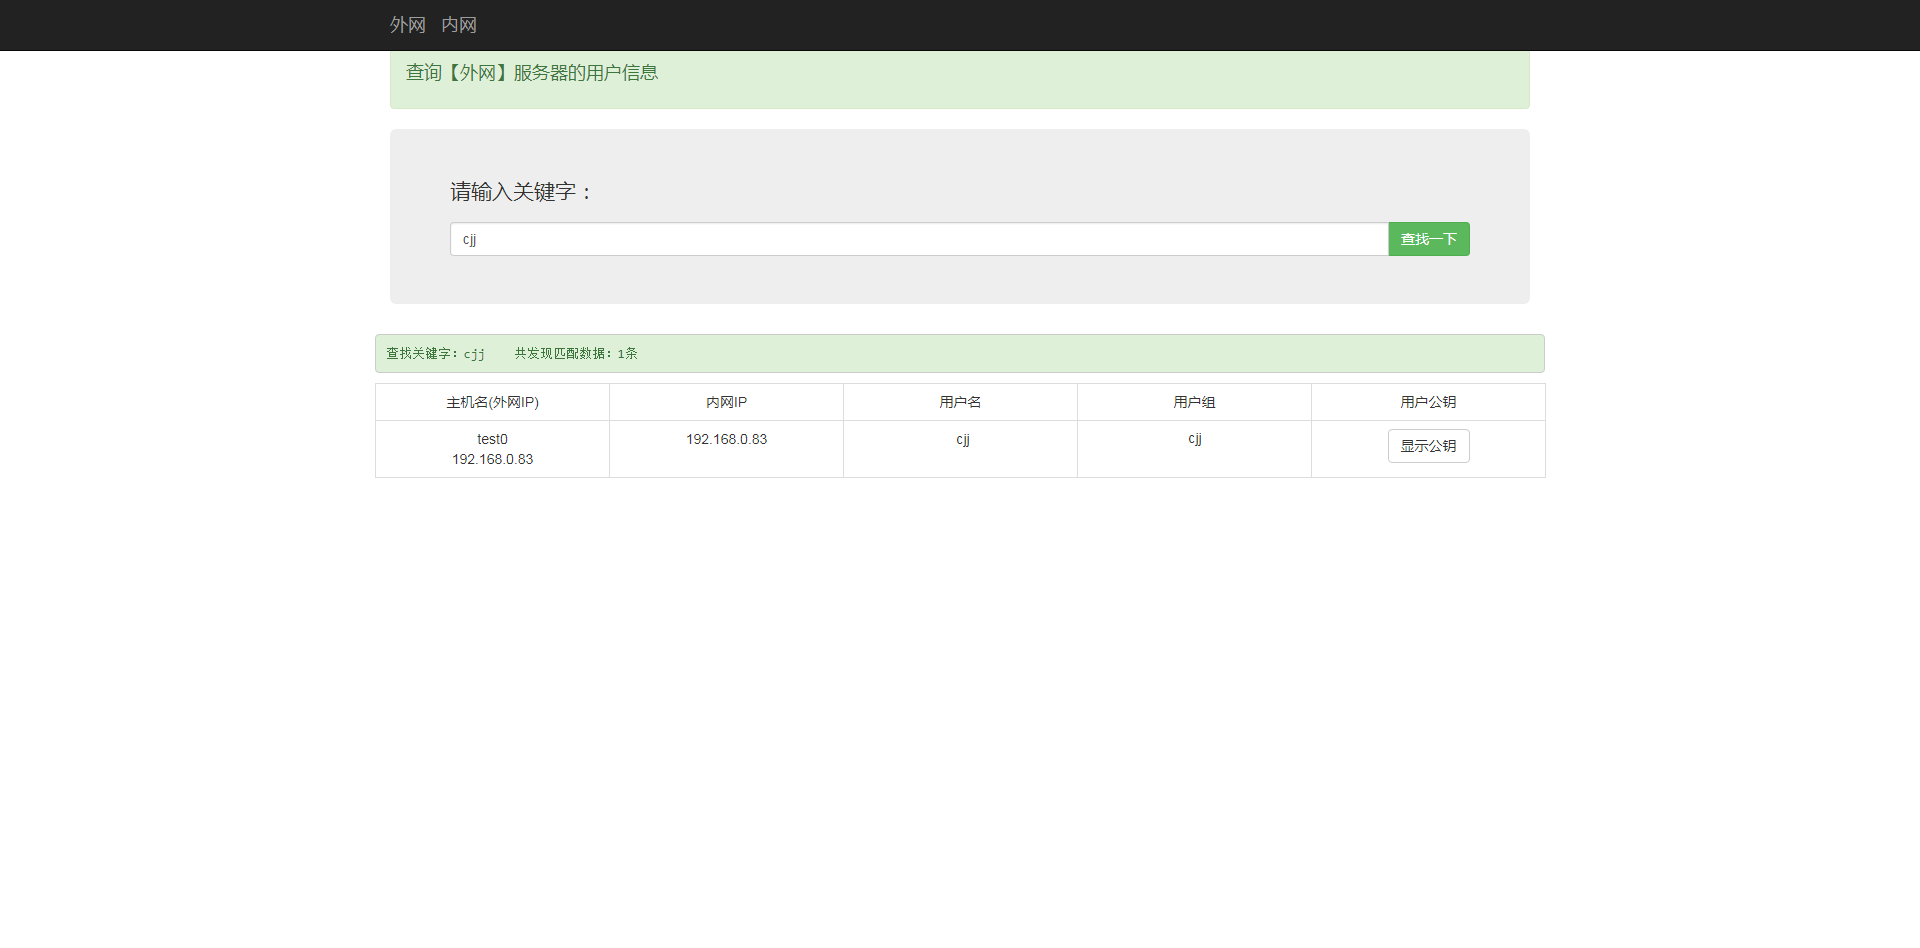 外网 内网
查询【外网】服务器的用户信息
请输入关键字：
cjj 查找一下
查找关键字：cjj 共发现匹配数据：1条
主机名(外网IP) 内网IP 用户名 用户组 用户公钥
test0 192.168.0.83 cjj cjj 显示公钥
192.168.0.83